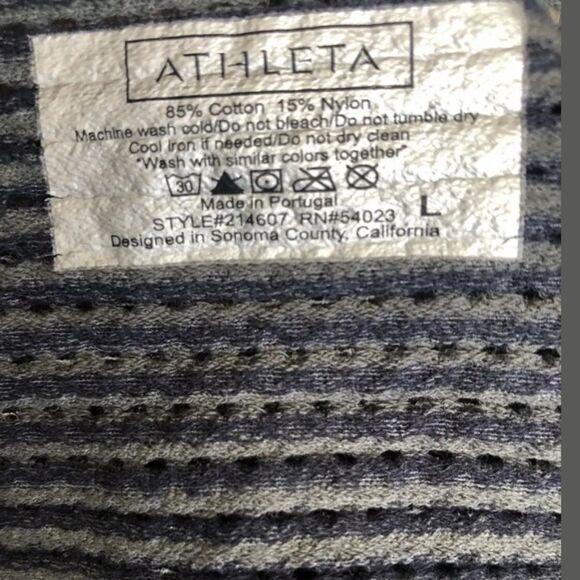 ATHLETA
85% Cotton 15% Nylon
Machine wash cold/Do not bleach/Do not tumble dry
Cool iron if needed/Do not dry clean
"Wash with similar colors together"
30
Made in Portugal
STYLE#214607 RN#54023 L
Designed in Sonoma County, California